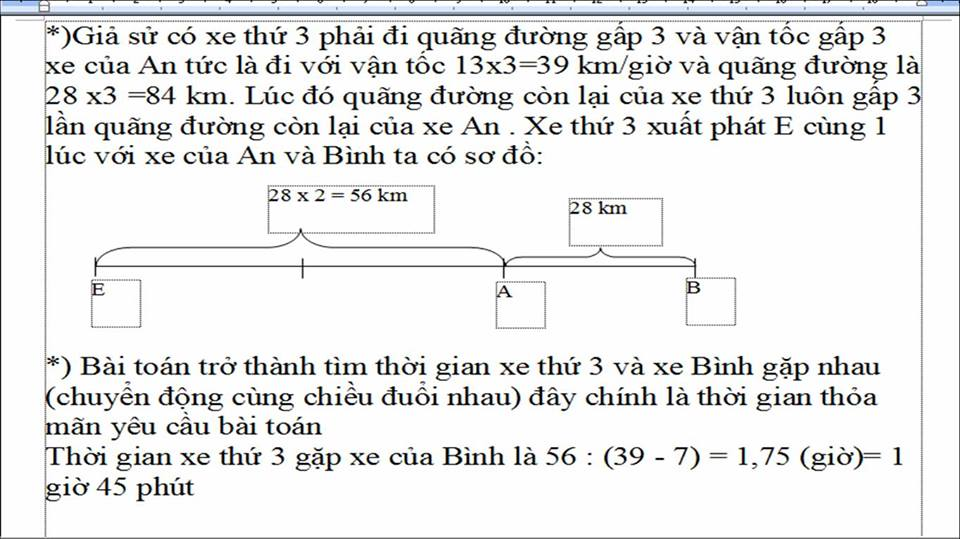 *)Giả sử có xe thứ 3 phải đi quãng đường gấp 3 và vận tốc gấp 3
xe của An tức là đi với vận tốc 13x3=39 km/giờ và quãng đường là
28 x3 =84 km. Lúc đó quãng đường còn lại của xe thứ 3 luôn gấp 3
lần quãng đường còn lại của xe An . Xe thứ 3 xuất phát E cùng 1
lúc với xe của An và Bình ta có sơ đồ:
28 x 2 = 56 km
28 km
E
A
B
*) Bài toán trở thành tìm thời gian xe thứ 3 và xe Bình gặp nhau
(chuyển động cùng chiều đuổi nhau) đây chính là thời gian thỏa
mãn yêu cầu bài toán
Thời gian xe thứ 3 gặp xe của Bình là 56 : (39 - 7) = 1,75 (giờ)= 1
giờ 45 phút